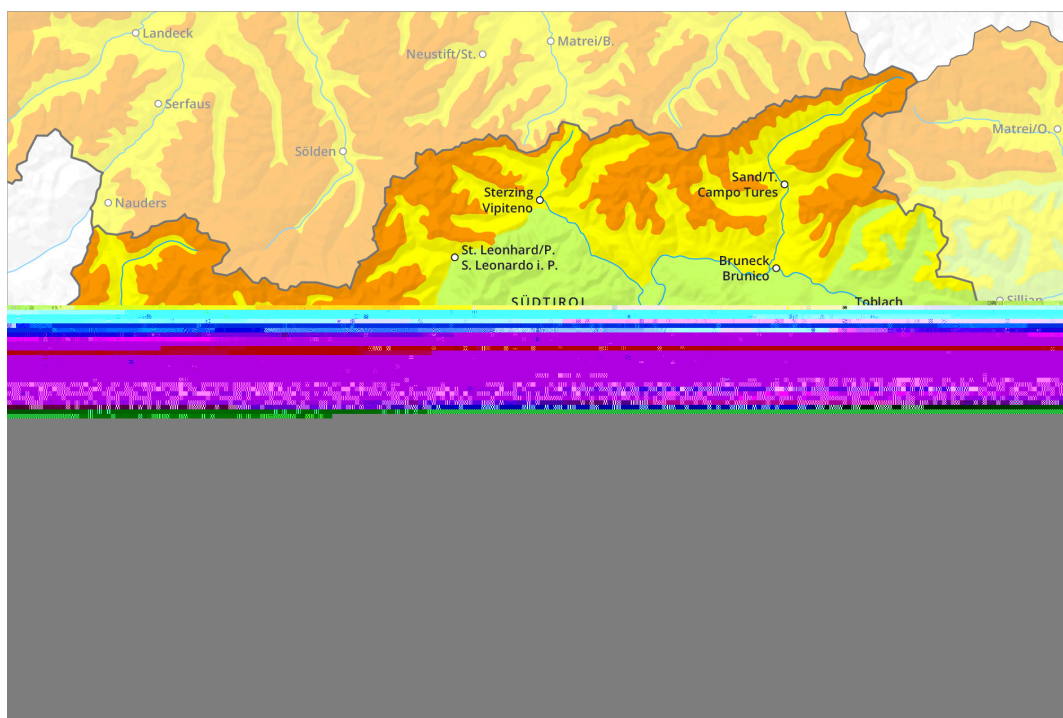 Landeck
Matrei/B.
Neustift/St.
Serfaus
Matrei/O.
Sölden
Sand/T.
Campo Tures
Sterzing
Vipiteno
Nauders
St. Leonhard/P.
S. Leonardo i. P.
Bruneck
Brunico
SÜDTIROL
Toblach
Sillian